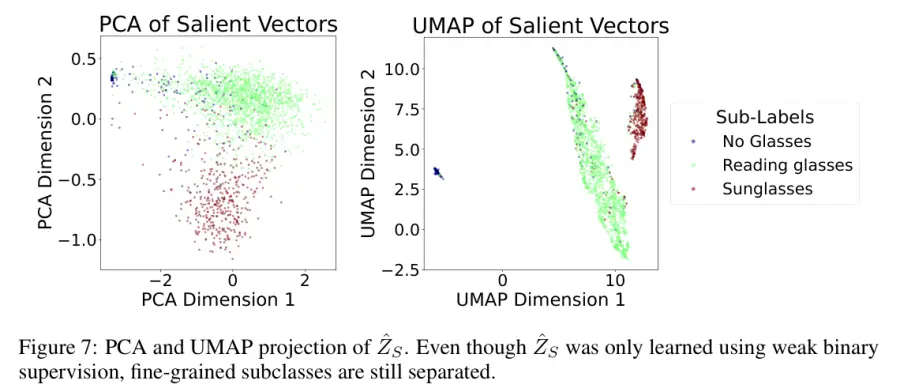 PCA of Salient Vectors
PCA Dimension 2
0.5
0.0
−0.5
−1.0
−2
0
2
PCA Dimension 1
UMAP of Salient Vectors
UMAP Dimension 2
10.0
7.5
5.0
2.5
0.0
−2.5
0
10
UMAP Dimension 1
Sub-Labels
No Glasses
Reading glasses
Sunglasses
Figure 7: PCA and UMAP projection of Ẑ_S. Even though Ẑ_S was only learned using weak binary
supervision, fine-grained subclasses are still separated.